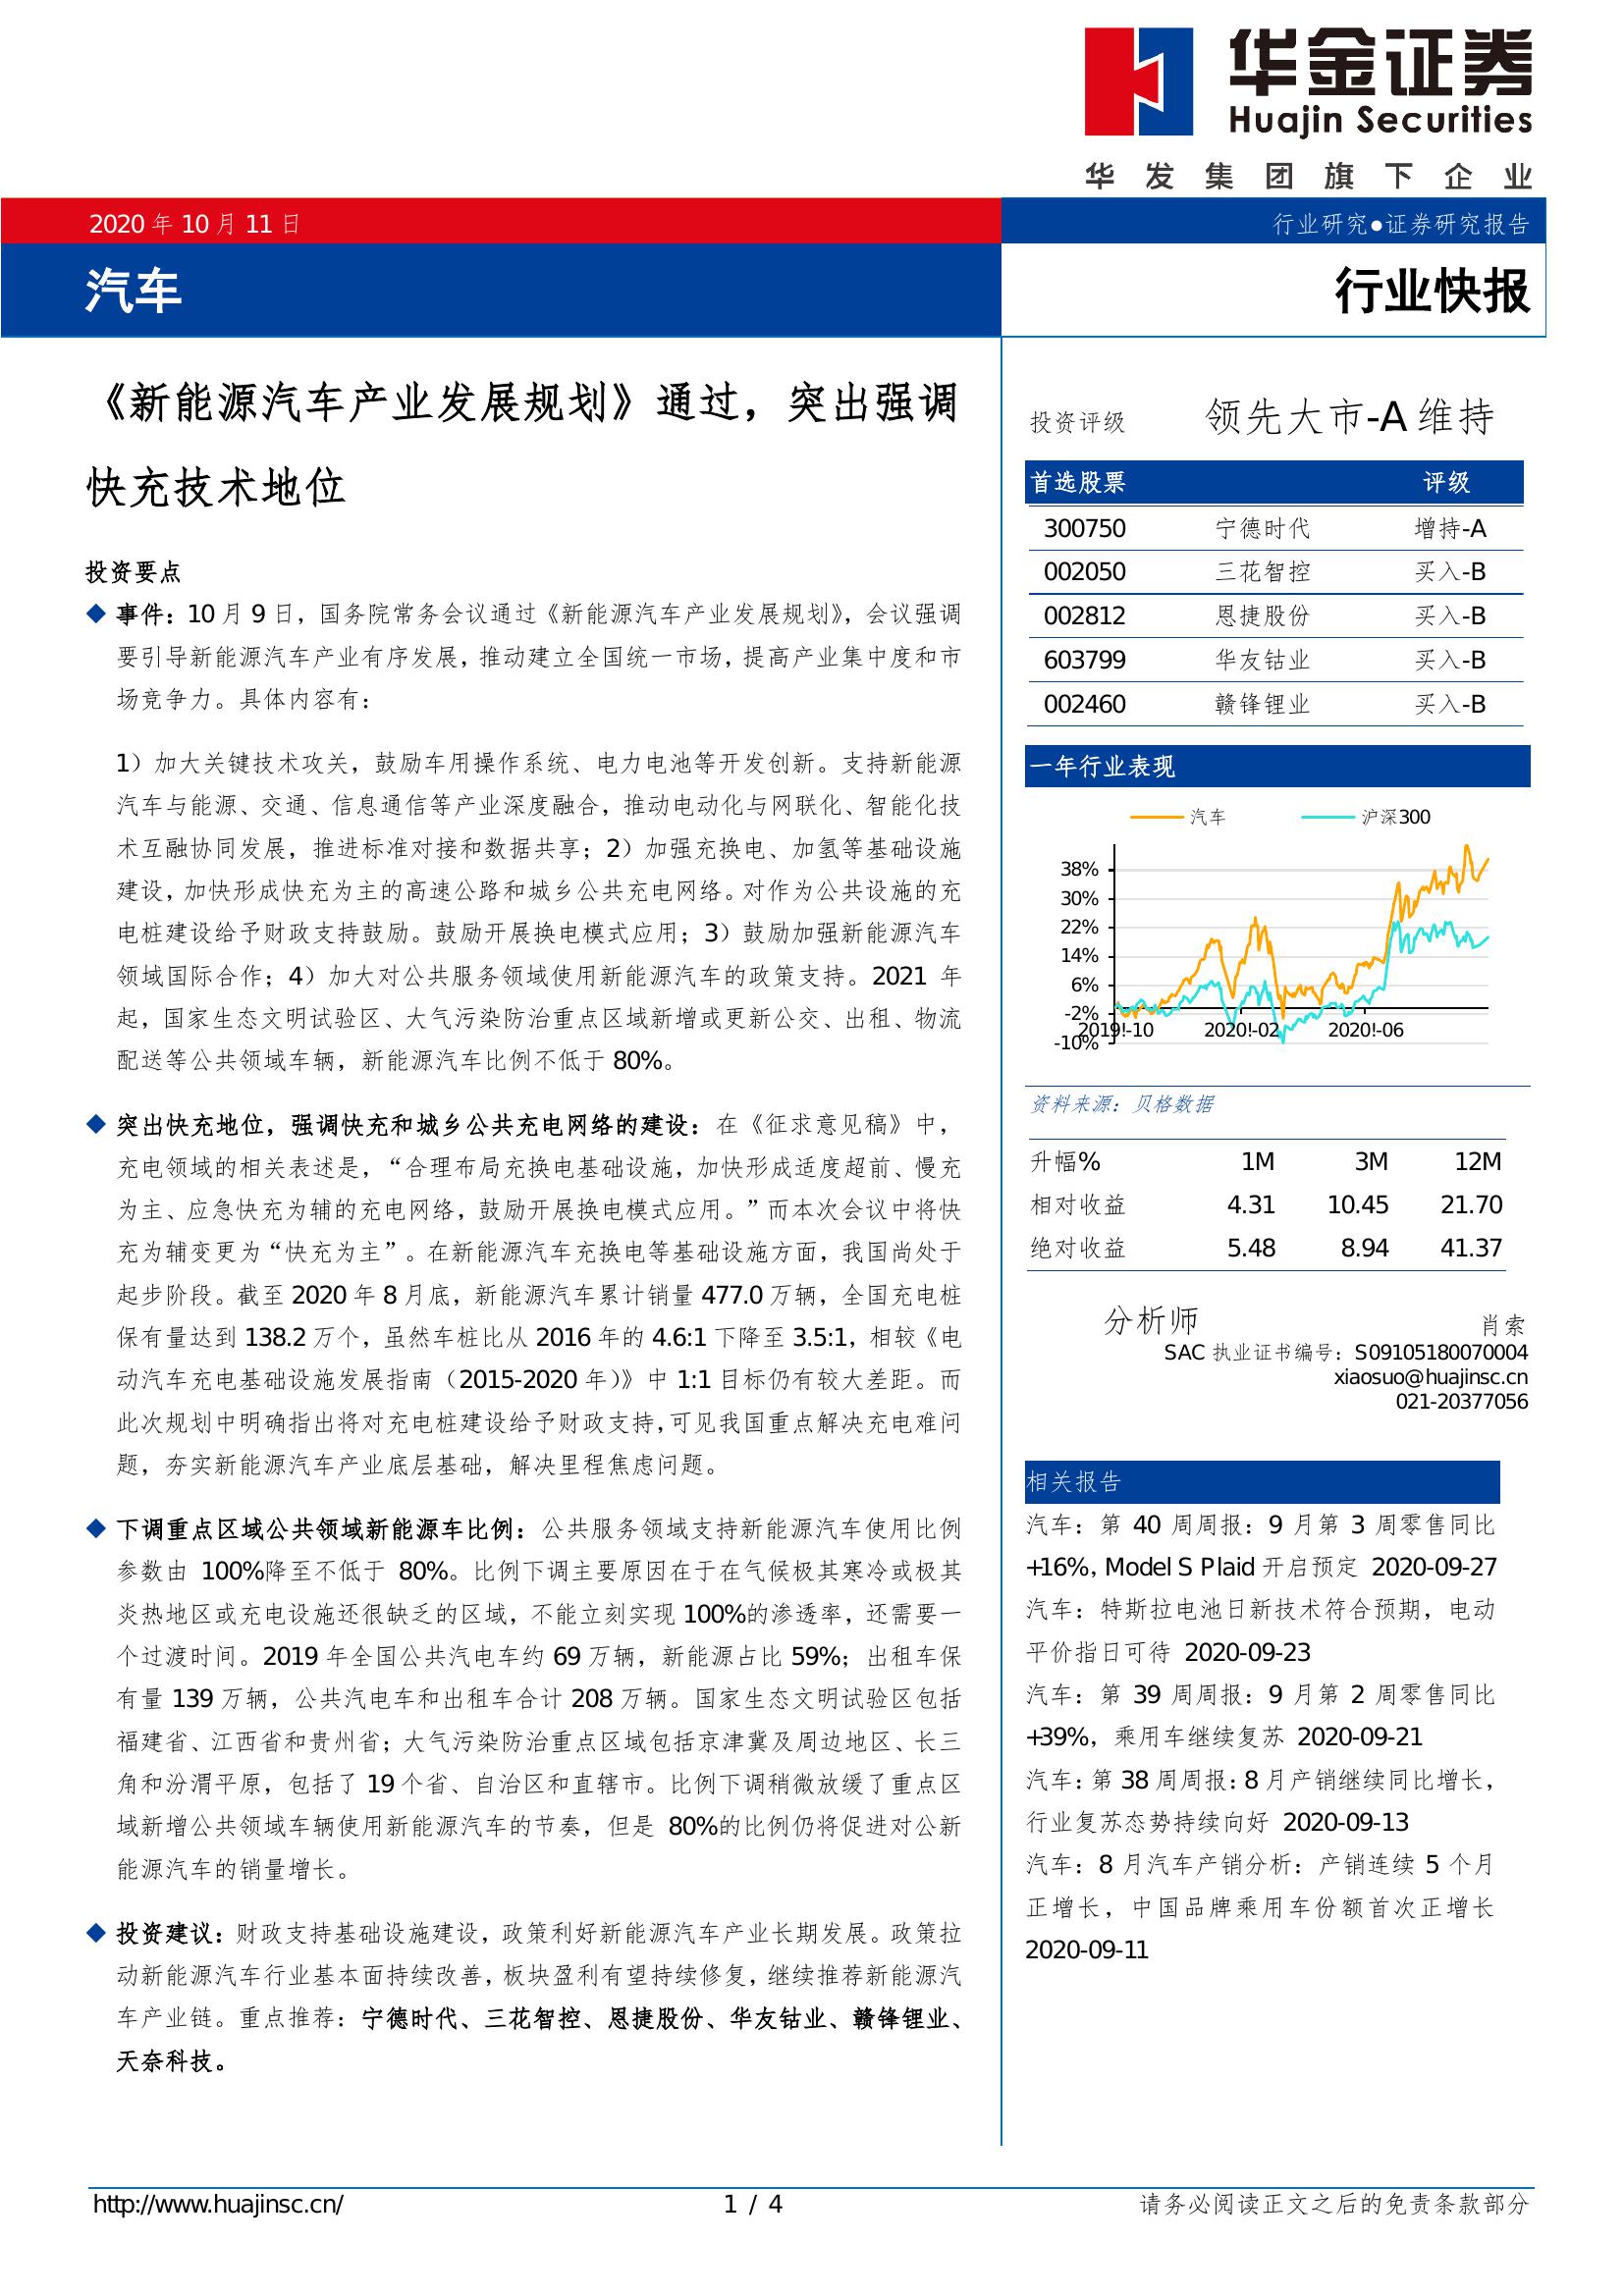 华金证券
Huajin Securities
华发集团旗下企业
2020 年 10 月 11 日
行业研究●证券研究报告
汽车
行业快报
《新能源汽车产业发展规划》通过，突出强调
快充技术地位
投资要点
◆ 事件：10 月 9 日，国务院常务会议通过《新能源汽车产业发展规划》，会议强调
要引导新能源汽车产业有序发展，推动建立全国统一市场，提高产业集中度和市
场竞争力。具体内容有：
1）加大关键技术攻关，鼓励车用操作系统、电力电池等开发创新。支持新能源
汽车与能源、交通、信息通信等产业深度融合，推动电动化与网联化、智能化技
术互融协同发展，推进标准对接和数据共享；2）加强充换电、加氢等基础设施
建设，加快形成快充为主的高速公路和城乡公共充电网络。对作为公共设施的充
电桩建设给予财政支持鼓励。鼓励开展换电模式应用；3）鼓励加强新能源汽车
领域国际合作；4）加大对公共服务领域使用新能源汽车的政策支持。2021 年
起，国家生态文明试验区、大气污染防治重点区域新增或更新公交、出租、物流
配送等公共领域车辆，新能源汽车比例不低于 80%。
◆ 突出快充地位，强调快充和城乡公共充电网络的建设：在《征求意见稿》中，
充电领域的相关表述是，“合理布局充换电基础设施，加快形成适度超前、慢充
为主、应急快充为辅的充电网络，鼓励开展换电模式应用。”而本次会议中将快
充为辅变更为“快充为主”。在新能源汽车充换电等基础设施方面，我国尚处于
起步阶段。截至 2020 年 8 月底，新能源汽车累计销量 477.0 万辆，全国充电桩
保有量达到 138.2 万个，虽然车桩比从 2016 年的 4.6:1 下降至 3.5:1，相较《电
动汽车充电基础设施发展指南（2015-2020 年）》中 1:1 目标仍有较大差距。而
此次规划中明确指出将对充电桩建设给予财政支持，可见我国重点解决充电难问
题，夯实新能源汽车产业底层基础，解决里程焦虑问题。
◆ 下调重点区域公共领域新能源车比例：公共服务领域支持新能源汽车使用比例
参数由 100%降至不低于 80%。比例下调主要原因在于在气候极其寒冷或极其
炎热地区或充电设施还很缺乏的区域，不能立刻实现 100%的渗透率，还需要一
个过渡时间。2019 年全国公共汽电车约 69 万辆，新能源占比 59%；出租车保
有量 139 万辆，公共汽电车和出租车合计 208 万辆。国家生态文明试验区包括
福建省、江西省和贵州省；大气污染防治重点区域包括京津冀及周边地区、长三
角和汾渭平原，包括了 19 个省、自治区和直辖市。比例下调稍微放缓了重点区
域新增公共领域车辆使用新能源汽车的节奏，但是 80%的比例仍将促进对公新
能源汽车的销量增长。
◆ 投资建议：财政支持基础设施建设，政策利好新能源汽车产业长期发展。政策拉
动新能源汽车行业基本面持续改善，板块盈利有望持续修复，继续推荐新能源汽
车产业链。重点推荐：宁德时代、三花智控、恩捷股份、华友钴业、赣锋锂业、
天奈科技。
投资评级 领先大市-A 维持
首选股票 评级
300750 宁德时代 增持-A
002050 三花智控 买入-B
002812 恩捷股份 买入-B
603799 华友钴业 买入-B
002460 赣锋锂业 买入-B
一年行业表现
汽车 沪深300
38%
30%
22%
14%
6%
-2%
-10%
2019!-10 2020!-02 2020!-06
资料来源：贝格数据
升幅% 1M 3M 12M
相对收益 4.31 10.45 21.70
绝对收益 5.48 8.94 41.37
分析师 肖索
SAC 执业证书编号：S09105180070004
xiaosuo@huajinsc.cn
021-20377056
相关报告
汽车：第 40 周周报：9 月第 3 周零售同比
+16%，Model S Plaid 开启预定 2020-09-27
汽车：特斯拉电池日新技术符合预期，电动
平价指日可待 2020-09-23
汽车：第 39 周周报：9 月第 2 周零售同比
+39%，乘用车继续复苏 2020-09-21
汽车：第 38 周周报：8 月产销继续同比增长，
行业复苏态势持续向好 2020-09-13
汽车：8 月汽车产销分析：产销连续 5 个月
正增长，中国品牌乘用车份额首次正增长
2020-09-11
http://www.huajinsc.cn/ 1 / 4 请务必阅读正文之后的免责条款部分